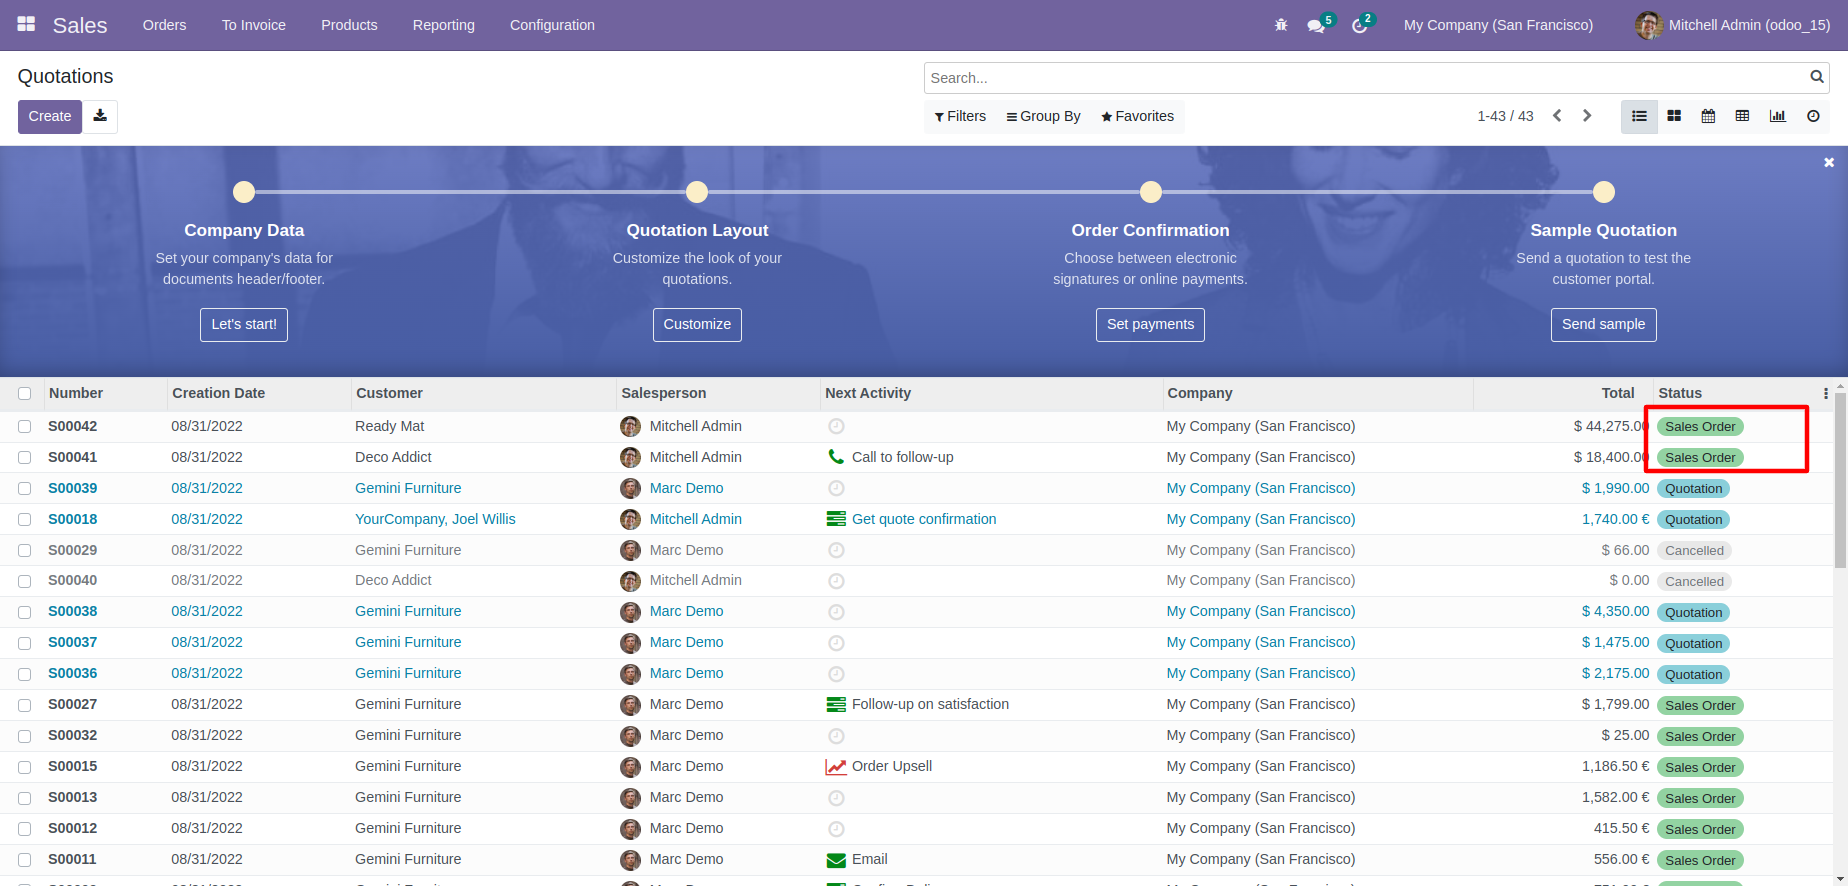 Sales Orders To Invoice Products Reporting Configuration 5 2 My Company (San Francisco) Mitchell Admin (odoo_15)
Quotations
Search...
Create Filters Group By Favorites 1-43 / 43
Company Data Quotation Layout Order Confirmation Sample Quotation
Set your company's data for Customize the look of your Choose between electronic Send a quotation to test the
documents header/footer. quotations. signatures or online payments. customer portal.
Let's start! Customize Set payments Send sample
Number Creation Date Customer Salesperson Next Activity Company Total Status
S00042 08/31/2022 Ready Mat Mitchell Admin My Company (San Francisco) $ 44,275.00 Sales Order
S00041 08/31/2022 Deco Addict Mitchell Admin Call to follow-up My Company (San Francisco) $ 18,400.00 Sales Order
S00039 08/31/2022 Gemini Furniture Marc Demo My Company (San Francisco) $ 1,990.00 Quotation
S00018 08/31/2022 YourCompany, Joel Willis Mitchell Admin Get quote confirmation My Company (San Francisco) 1,740.00 € Quotation
S00029 08/31/2022 Gemini Furniture Marc Demo My Company (San Francisco) $ 66.00 Cancelled
S00040 08/31/2022 Deco Addict Mitchell Admin My Company (San Francisco) $ 0.00 Cancelled
S00038 08/31/2022 Gemini Furniture Marc Demo My Company (San Francisco) $ 4,350.00 Quotation
S00037 08/31/2022 Gemini Furniture Marc Demo My Company (San Francisco) $ 1,475.00 Quotation
S00036 08/31/2022 Gemini Furniture Marc Demo My Company (San Francisco) $ 2,175.00 Quotation
S00027 08/31/2022 Gemini Furniture Marc Demo Follow-up on satisfaction My Company (San Francisco) $ 1,799.00 Sales Order
S00032 08/31/2022 Gemini Furniture Marc Demo My Company (San Francisco) $ 25.00 Sales Order
S00015 08/31/2022 Gemini Furniture Marc Demo Order Upsell My Company (San Francisco) 1,186.50 € Sales Order
S00013 08/31/2022 Gemini Furniture Marc Demo My Company (San Francisco) 1,582.00 € Sales Order
S00012 08/31/2022 Gemini Furniture Marc Demo My Company (San Francisco) 415.50 € Sales Order
S00011 08/31/2022 Gemini Furniture Marc Demo Email My Company (San Francisco) 556.00 € Sales Order